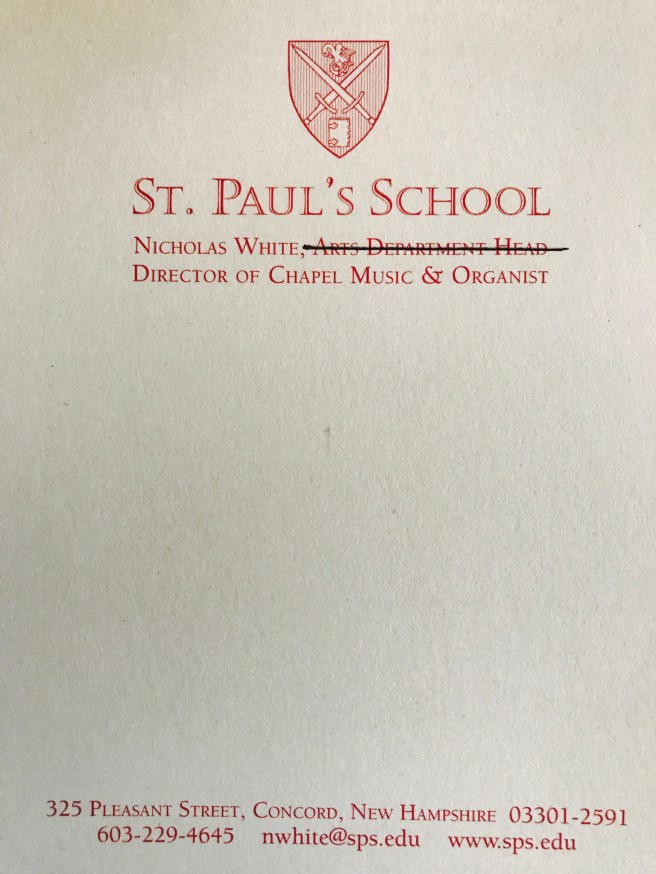 St. Paul's School
Nicholas White, Arts Department Head
Director of Chapel Music & Organist
325 Pleasant Street, Concord, New Hampshire 03301-2591
603-229-4645 nwhite@sps.edu www.sps.edu